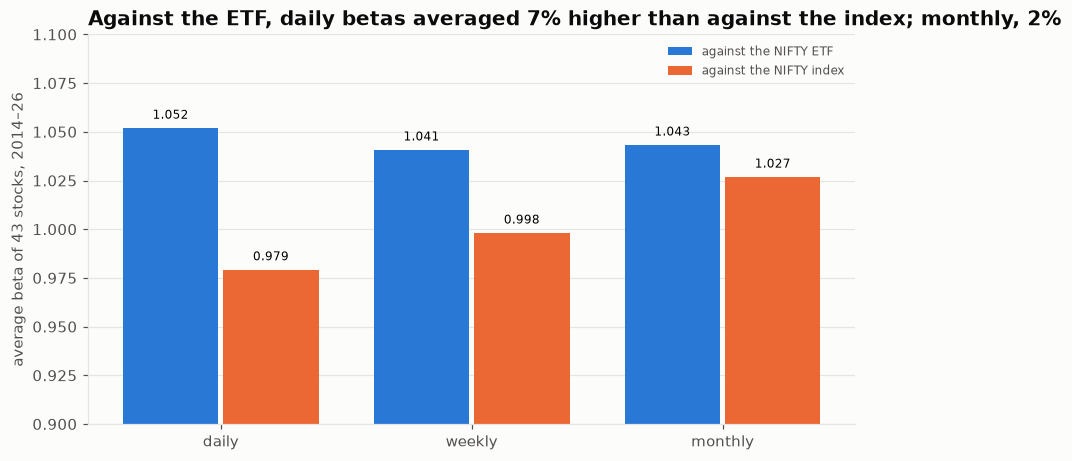 Against the ETF, daily betas averaged 7% higher than against the index; monthly, 2%
against the NIFTY ETF
against the NIFTY index
average beta of 43 stocks, 2014–26
1.100
1.075
1.050
1.025
1.000
0.975
0.950
0.925
0.900
1.052
0.979
1.041
0.998
1.043
1.027
daily
weekly
monthly